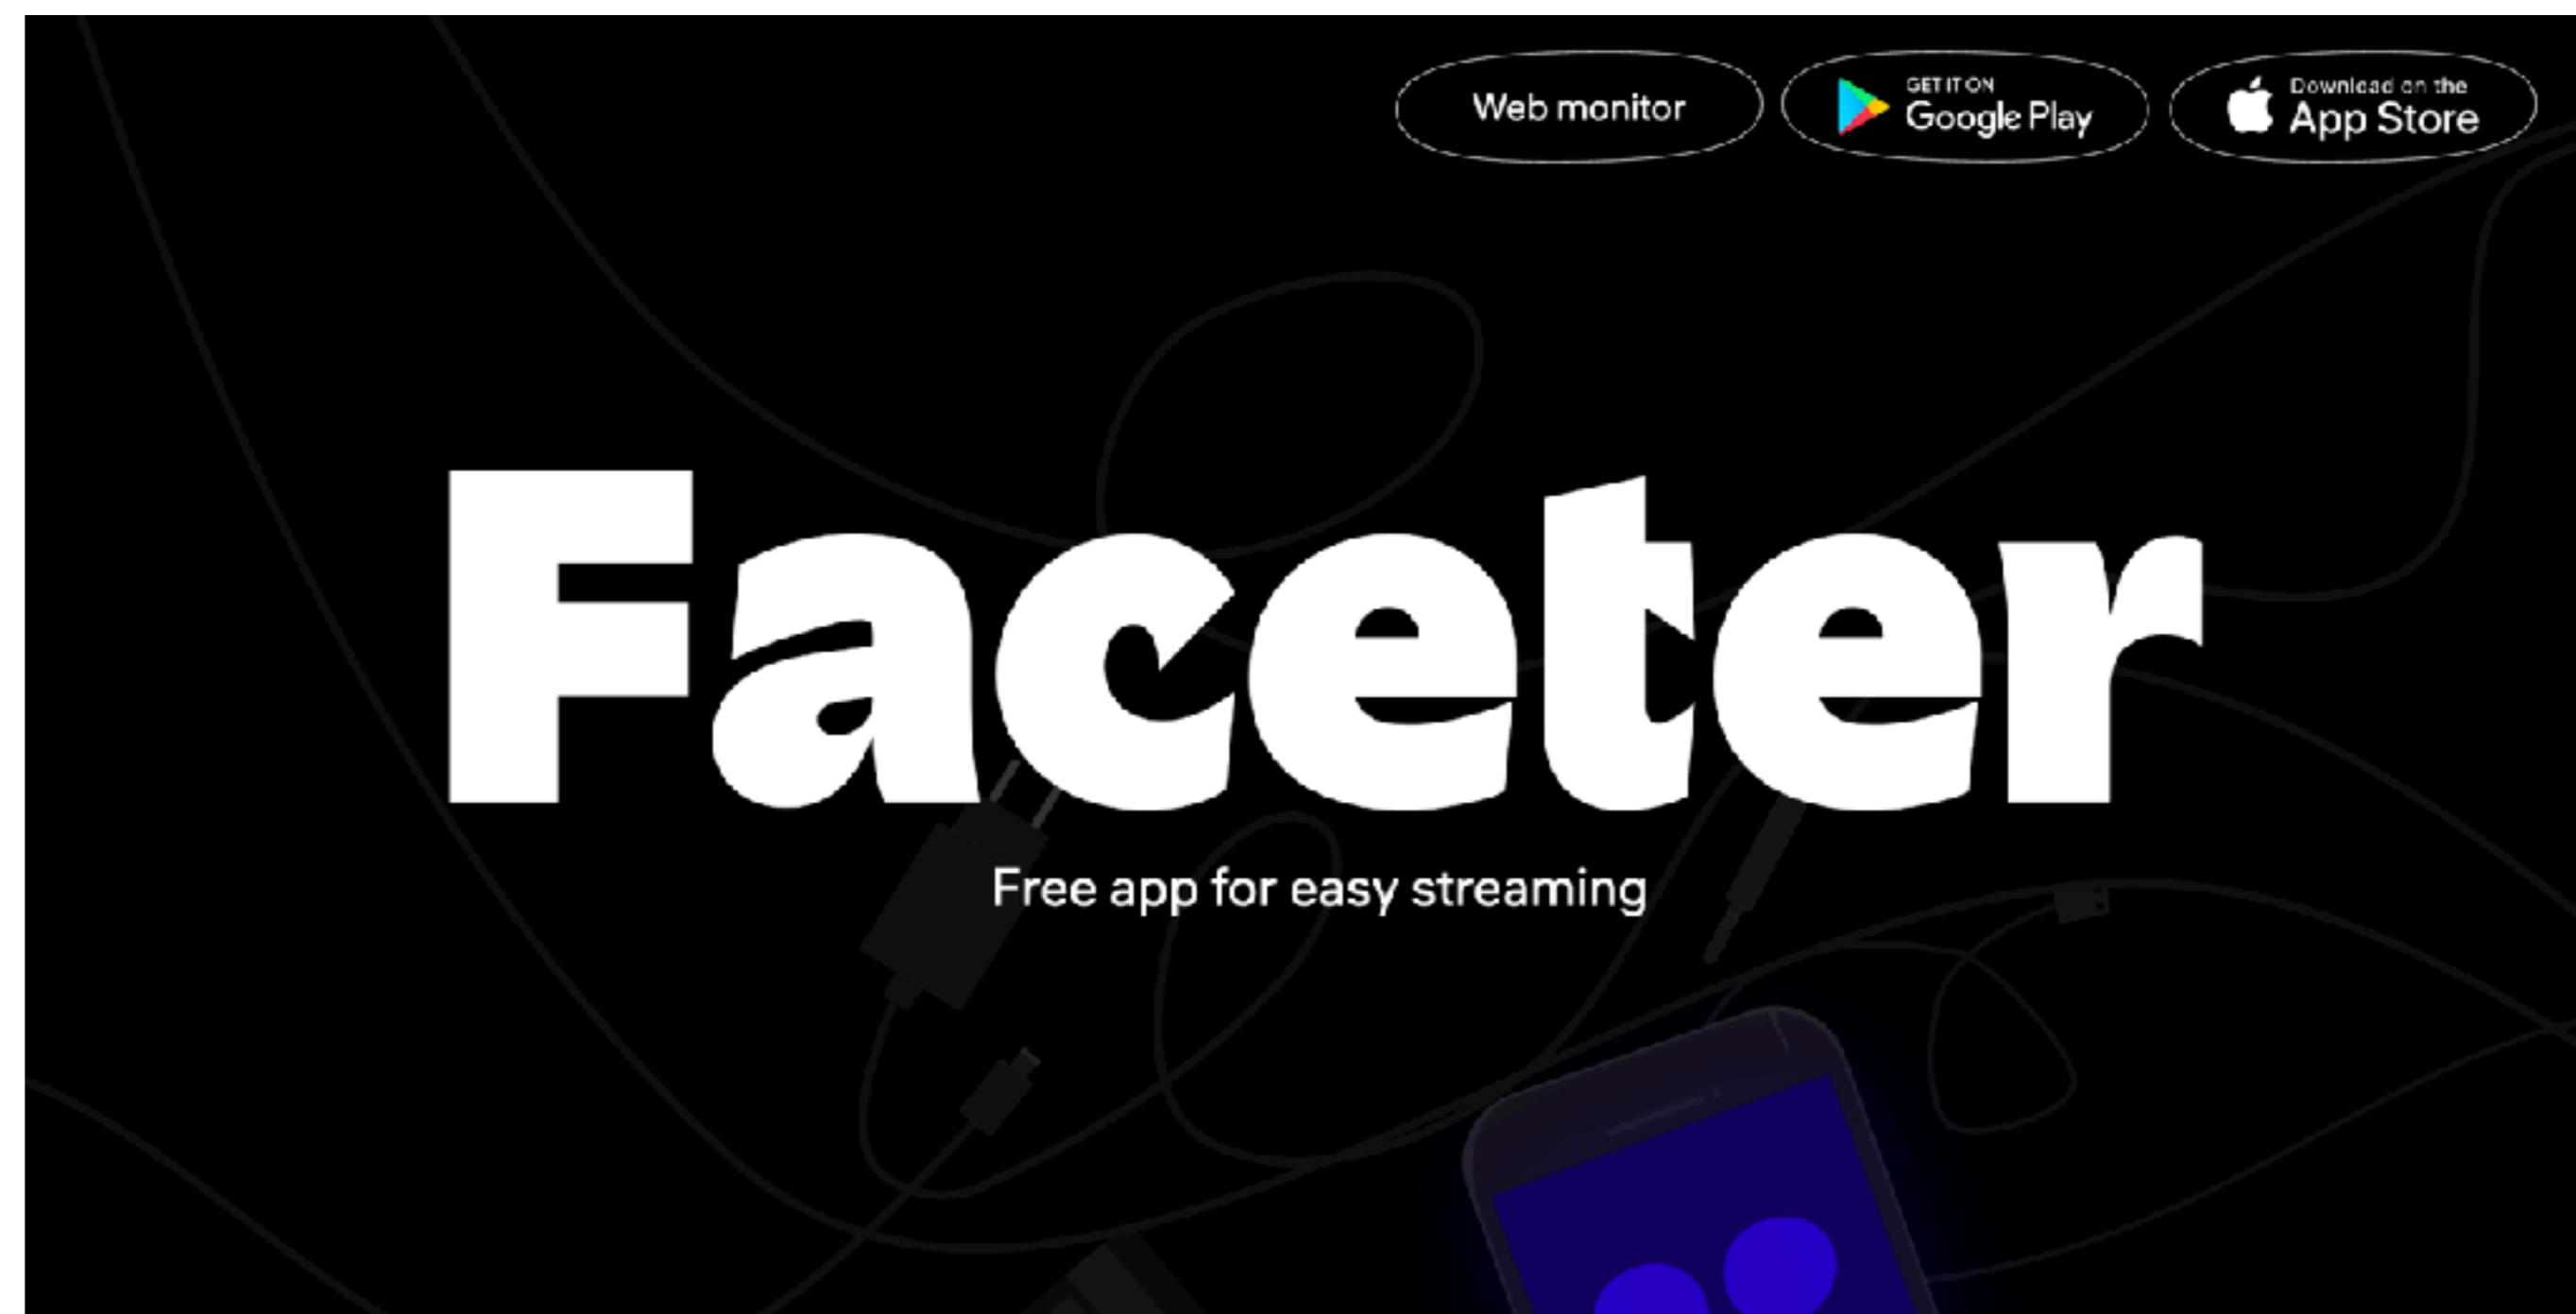 Web monitor
GET IT ON
Google Play
Download on the
App Store
Faceter
Free app for easy streaming